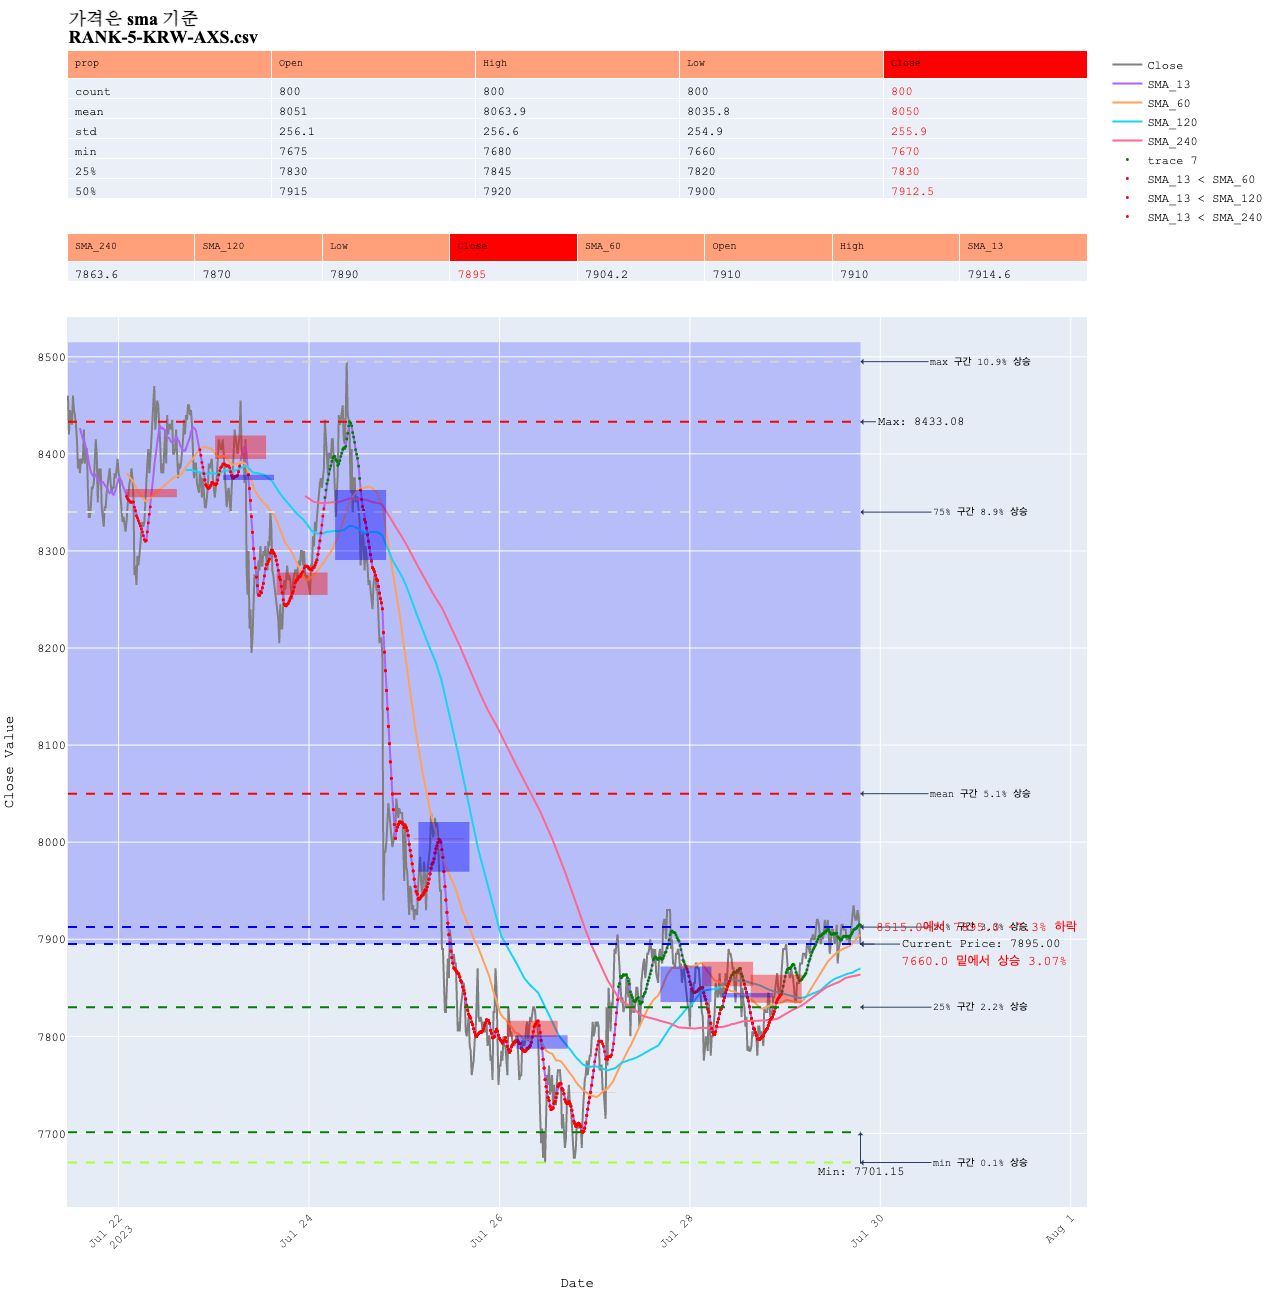 가격은 sma 기준
RANK-5-KRW-AXS.csv
prop Open High Low Close
count 800 800 800 800
mean 8051 8063.9 8035.8 8050
std 256.1 256.6 254.9 255.9
min 7675 7680 7660 7670
25% 7830 7845 7820 7830
50% 7915 7920 7900 7912.5
SMA_240 SMA_120 Low Close SMA_60 Open High SMA_13
7863.6 7870 7890 7895 7904.2 7910 7910 7914.6
Close
SMA_13
SMA_60
SMA_120
SMA_240
trace 7
SMA_13 < SMA_60
SMA_13 < SMA_120
SMA_13 < SMA_240
8500
8400
8300
8200
8100
8000
7900
7800
7700
Close Value
max 구간 10.9% 상승
Max: 8433.08
75% 구간 8.9% 상승
mean 구간 5.1% 상승
8515.0에서 하락
구간 상승
Current Price: 7895.00
7660.0 밑에서 상승 3.07%
25% 구간 2.2% 상승
min 구간 0.1% 상승
Min: 7701.15
Jul 22
2023
Jul 24
Jul 26
Jul 28
Jul 30
Aug 1
Date